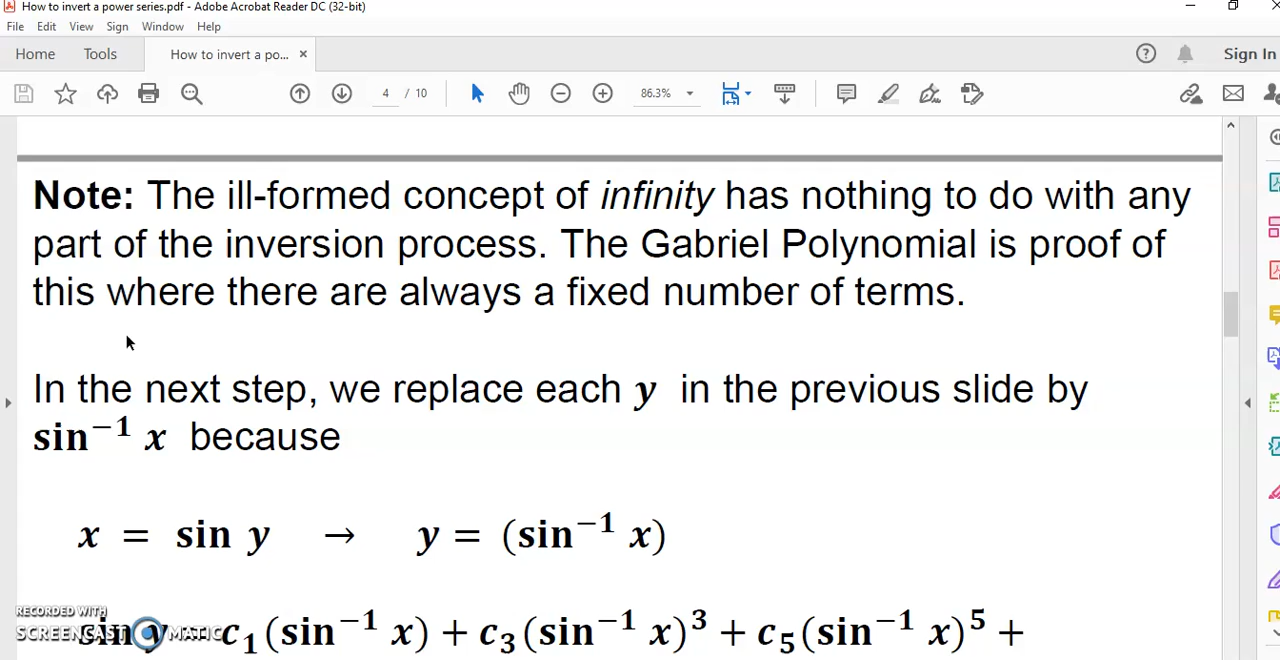 How to invert a power series.pdf - Adobe Acrobat Reader DC (32-bit)
File Edit View Sign Window Help
Home Tools How to invert a po... × Sign In
4 / 10 86.3%
Note: The ill-formed concept of infinity has nothing to do with any
part of the inversion process. The Gabriel Polynomial is proof of
this where there are always a fixed number of terms.
In the next step, we replace each y in the previous slide by
sin⁻¹ x because
x = sin y → y = (sin⁻¹ x)
sin y = c₁(sin⁻¹ x) + c₃(sin⁻¹ x)³ + c₅(sin⁻¹ x)⁵ +
RECORDED WITH
SCREENCAST MATIC